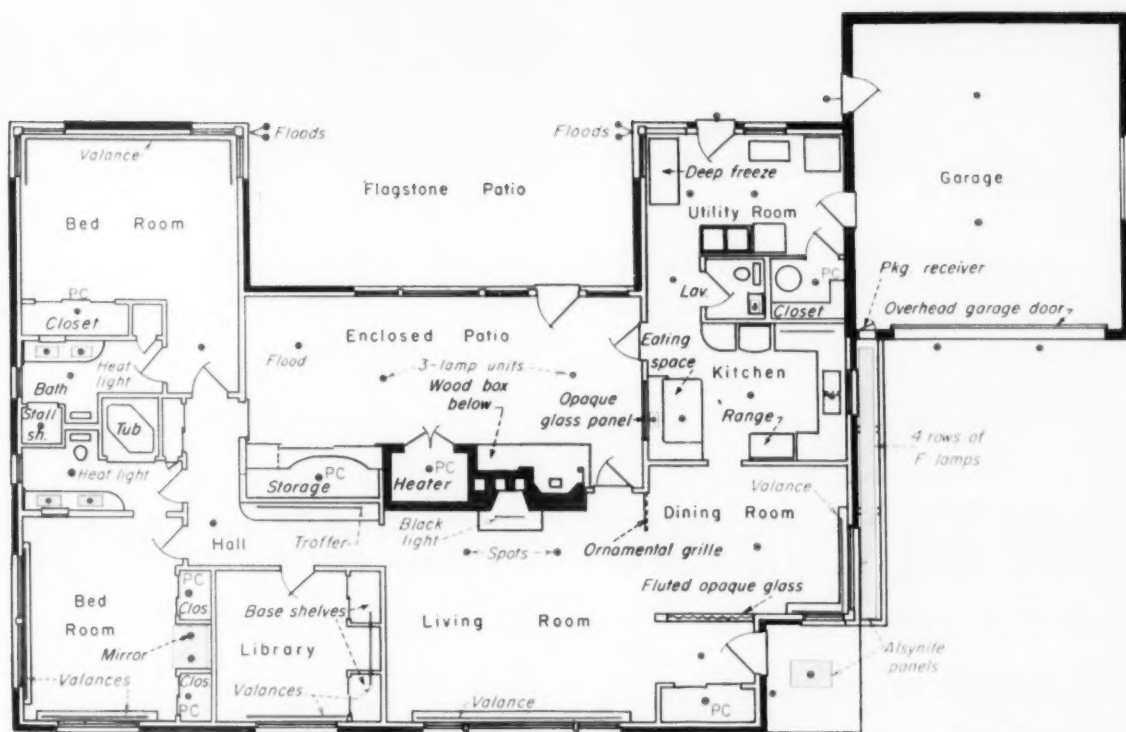 Floods
Floods
Valance
Deep freeze
Flagstone Patio
Garage
Utility Room
Bed Room
PC
Pkg. receiver
PC
Lav.
Closet
Overhead garage door
Closet
Enclosed Patio
Eating
space
Flood
Heat
light
3-lamp units
Kitchen
Bath
Wood box
below
Opaque
glass panel
Range
Stall
sh.
Tub
4 rows of
F lamps
Heat light
PC
PC
Storage
Heater
Valance
Dining Room
Black
light
Hall
Troffer
Spots
Ornamental grille
PC
Clos.
Bed
Room
Base shelves
Fluted opaque glass
Living Room
Mirror
Library
Alsynite
panels
Clos.
Valances
Valances
PC
Valance
PC